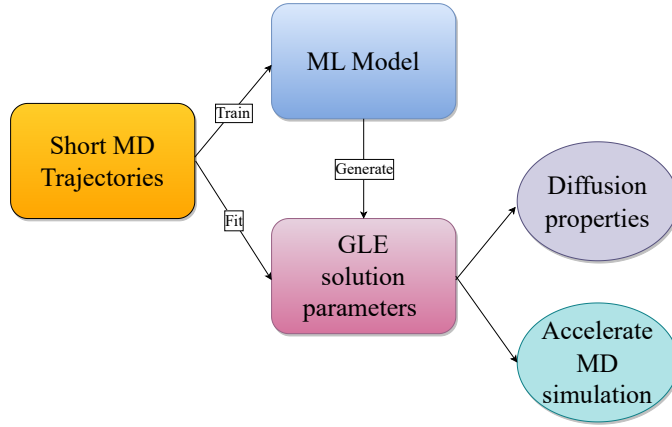 ML Model
Train
Short MD
Trajectories
Generate
Fit
GLE
solution
parameters
Diffusion
properties
Accelerate
MD
simulation